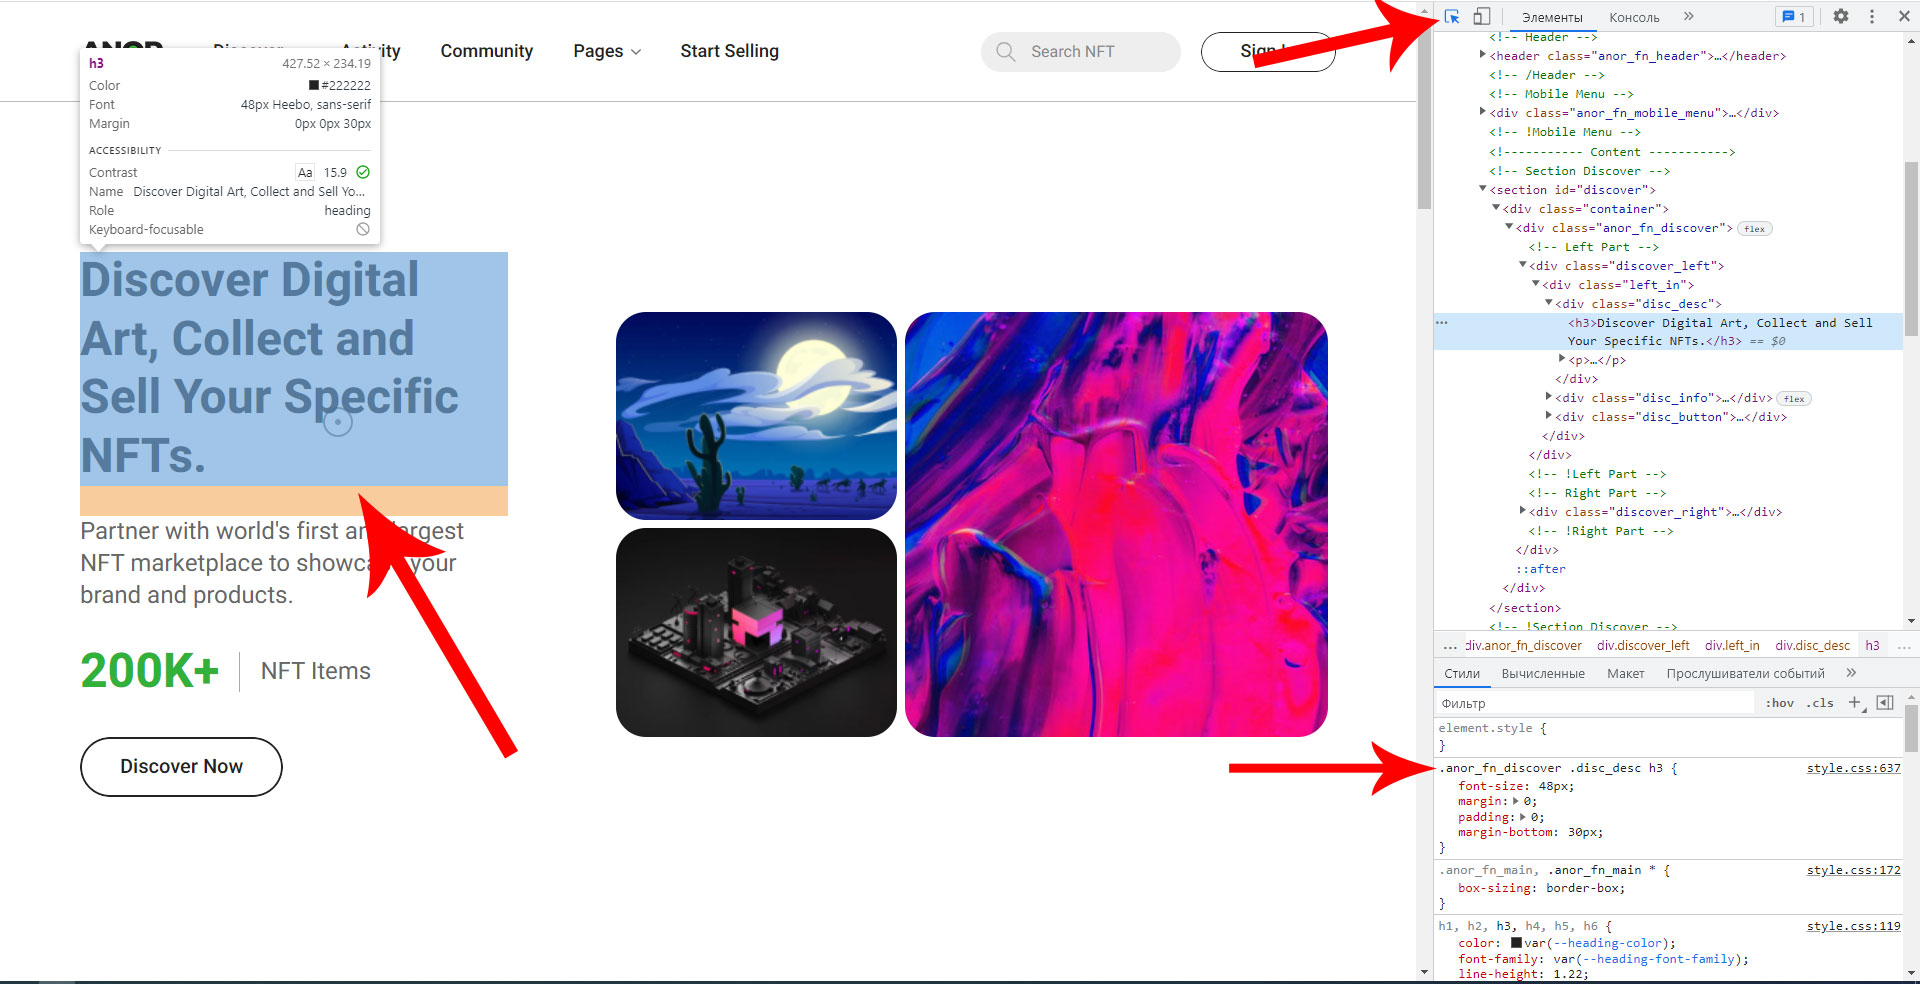 ANOR
Discover
Activity
Community
Pages
Start Selling
Search NFT
h3 427.52 × 234.19
Color #222222
Font 48px Heebo, sans-serif
Margin 0px 0px 30px
ACCESSIBILITY
Contrast Aa 15.9
Name Discover Digital Art, Collect and Sell Yo...
Role heading
Keyboard-focusable
Discover Digital
Art, Collect and
Sell Your Specific
NFTs.
Partner with world's first and largest
NFT marketplace to showcase your
brand and products.
200K+ NFT Items
Discover Now
Элементы Консоль » 1
<!-- Header -->
<header class="anor_fn_header">…</header>
<!-- /Header -->
<!-- Mobile Menu -->
<div class="anor_fn_mobile_menu">…</div>
<!-- !Mobile Menu -->
<!----------- Content ----------->
<!-- Section Discover -->
<section id="discover">
<div class="container">
<div class="anor_fn_discover"> flex
<!-- Left Part -->
<div class="discover_left">
<div class="left_in">
<div class="disc_desc">
<h3>Discover Digital Art, Collect and Sell
Your Specific NFTs.</h3> == $0
<p>…</p>
</div>
<div class="disc_info">…</div> flex
<div class="disc_button">…</div>
</div>
</div>
<!-- !Left Part -->
<!-- Right Part -->
<div class="discover_right">…</div>
<!-- !Right Part -->
</div>
::after
</div>
</section>
<!-- !Section Discover -->
... div.anor_fn_discover div.discover_left div.left_in div.disc_desc h3 ...
Стили Вычисленные Макет Прослушиватели событий »
Фильтр :hov .cls +
element.style {
}
.anor_fn_discover .disc_desc h3 { style.css:637
font-size: 48px;
margin: 0;
padding: 0;
margin-bottom: 30px;
}
.anor_fn_main, .anor_fn_main * { style.css:172
box-sizing: border-box;
}
h1, h2, h3, h4, h5, h6 { style.css:119
color: var(--heading-color);
font-family: var(--heading-font-family);
line-height: 1.22;